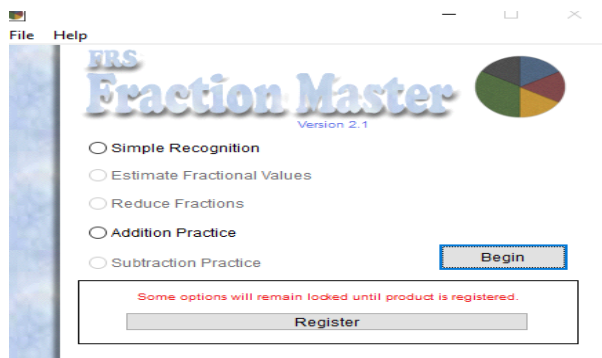 File Help
FRS
Fraction Master
Version 2.1
Simple Recognition
Estimate Fractional Values
Reduce Fractions
Addition Practice
Subtraction Practice
Begin
Some options will remain locked until product is registered.
Register